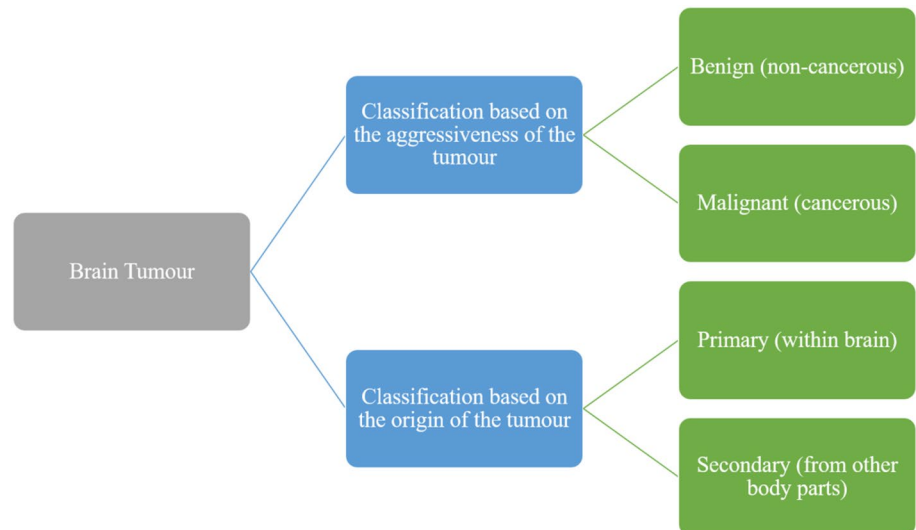 Brain Tumour
Classification based on
the aggressiveness of the
tumour
Benign (non-cancerous)
Malignant (cancerous)
Classification based on
the origin of the tumour
Primary (within brain)
Secondary (from other
body parts)